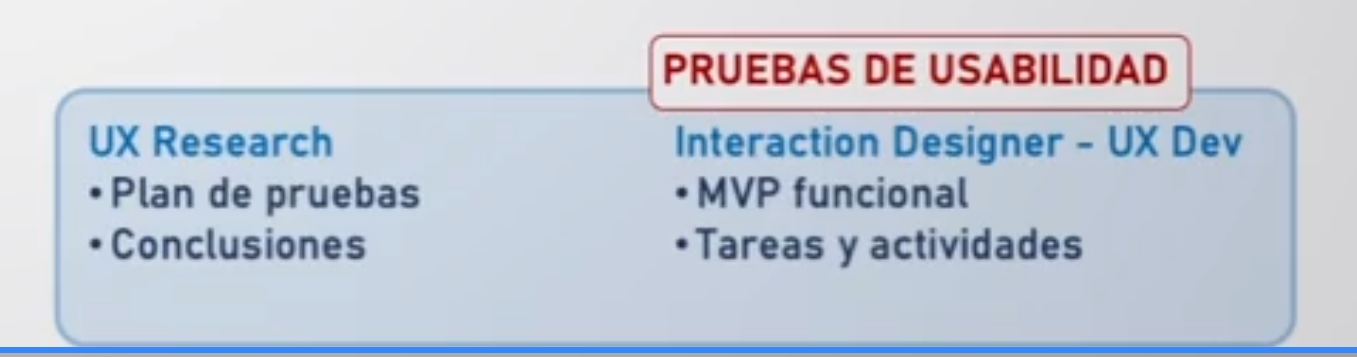 PRUEBAS DE USABILIDAD
UX Research
• Plan de pruebas
• Conclusiones
Interaction Designer - UX Dev
• MVP funcional
• Tareas y actividades